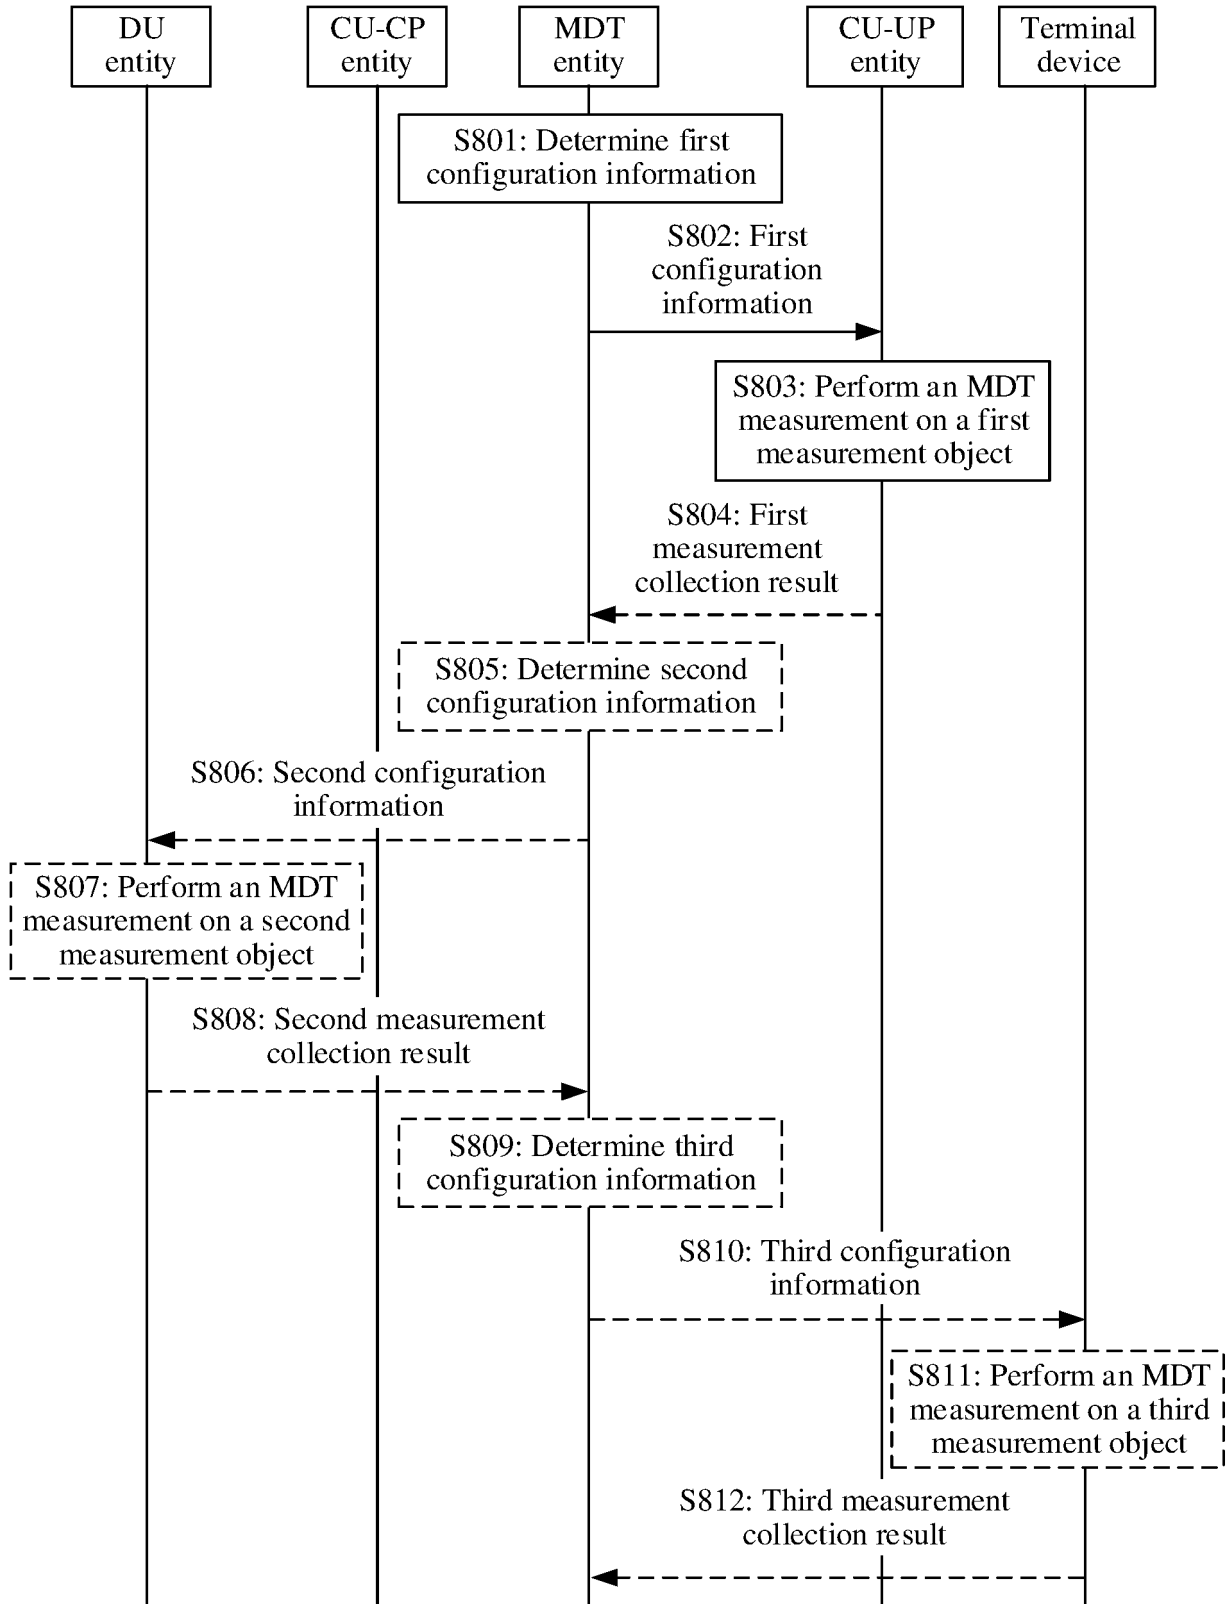 DU
entity
CU-CP
entity
MDT
entity
CU-UP
entity
Terminal
device
S801: Determine first
configuration information
S802: First
configuration
information
S803: Perform an MDT
measurement on a first
measurement object
S804: First
measurement
collection result
S805: Determine second
configuration information
S806: Second configuration
information
S807: Perform an MDT
measurement on a second
measurement object
S808: Second measurement
collection result
S809: Determine third
configuration information
S810: Third configuration
information
S811: Perform an MDT
measurement on a third
measurement object
S812: Third measurement
collection result